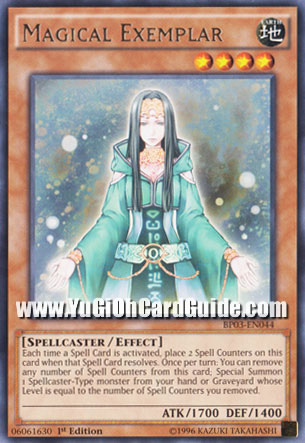 MAGICAL EXEMPLAR
EARTH
地
www.YuGiOhCardGuide.com
BP03-EN044
[SPELLCASTER / EFFECT]
Each time a Spell Card is activated, place 2 Spell Counters on this
card when that Spell Card resolves. Once per turn: You can remove
any number of Spell Counters from this card; Special Summon
1 Spellcaster-Type monster from your hand or Graveyard whose
Level is equal to the number of Spell Counters you removed.
ATK/1700 DEF/1400
06061630 1st Edition ©1996 KAZUKI TAKAHASHI